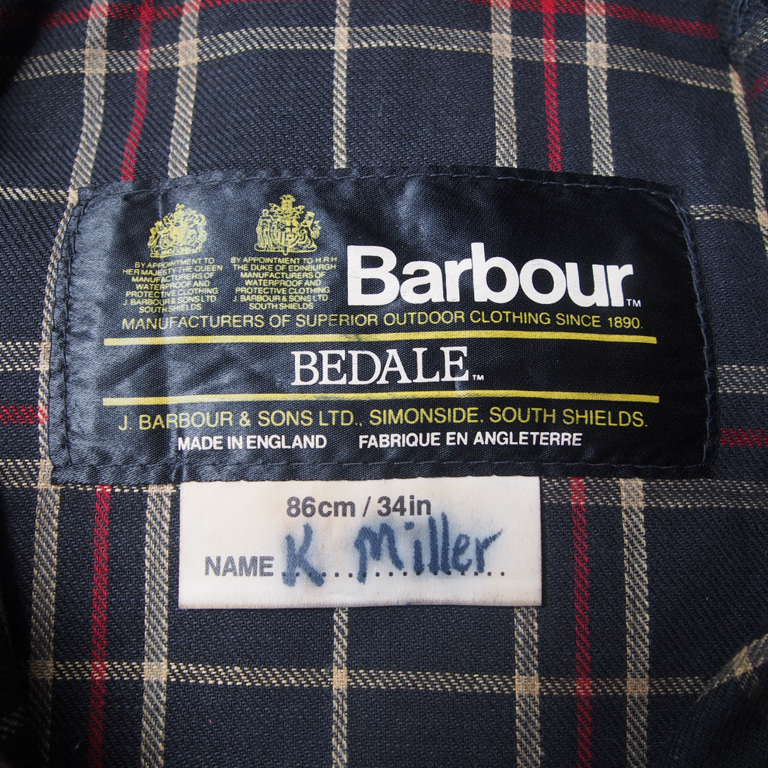 BY APPOINTMENT TO
HER MAJESTY THE QUEEN
MANUFACTURERS OF
WATERPROOF AND
PROTECTIVE CLOTHING
J. BARBOUR & SONS LTD
SOUTH SHIELDS
BY APPOINTMENT TO H·R·H
THE DUKE OF EDINBURGH
MANUFACTURERS OF
WATERPROOF AND
PROTECTIVE CLOTHING
J. BARBOUR & SONS LTD
SOUTH SHIELDS
Barbour™
MANUFACTURERS OF SUPERIOR OUTDOOR CLOTHING SINCE 1890.
BEDALE™
J. BARBOUR & SONS LTD., SIMONSIDE. SOUTH SHIELDS.
MADE IN ENGLAND FABRIQUE EN ANGLETERRE
86cm / 34in
NAME K Miller